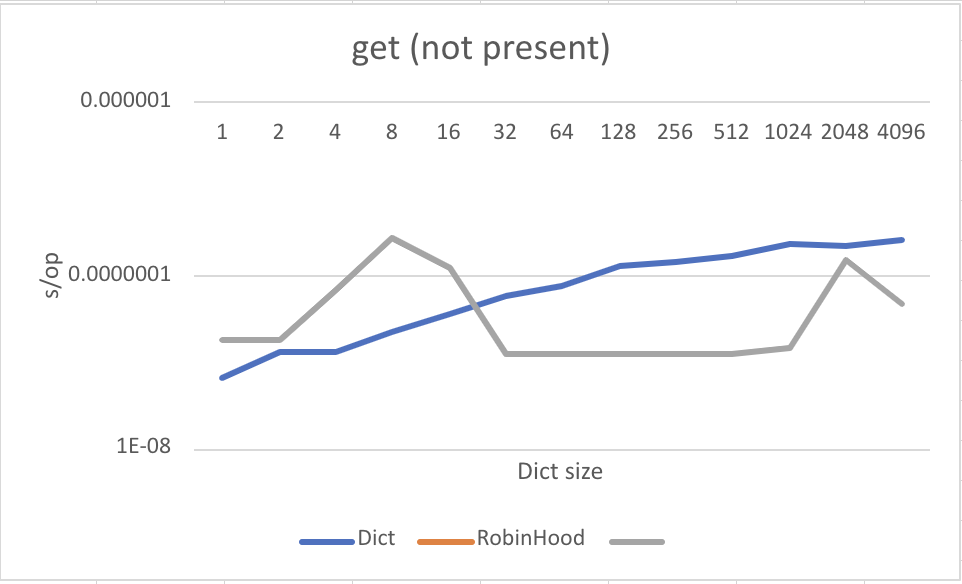 get (not present)
0.000001
1 2 4 8 16 32 64 128 256 512 1024 2048 4096
s/op
0.0000001
1E-08
Dict size
Dict RobinHood